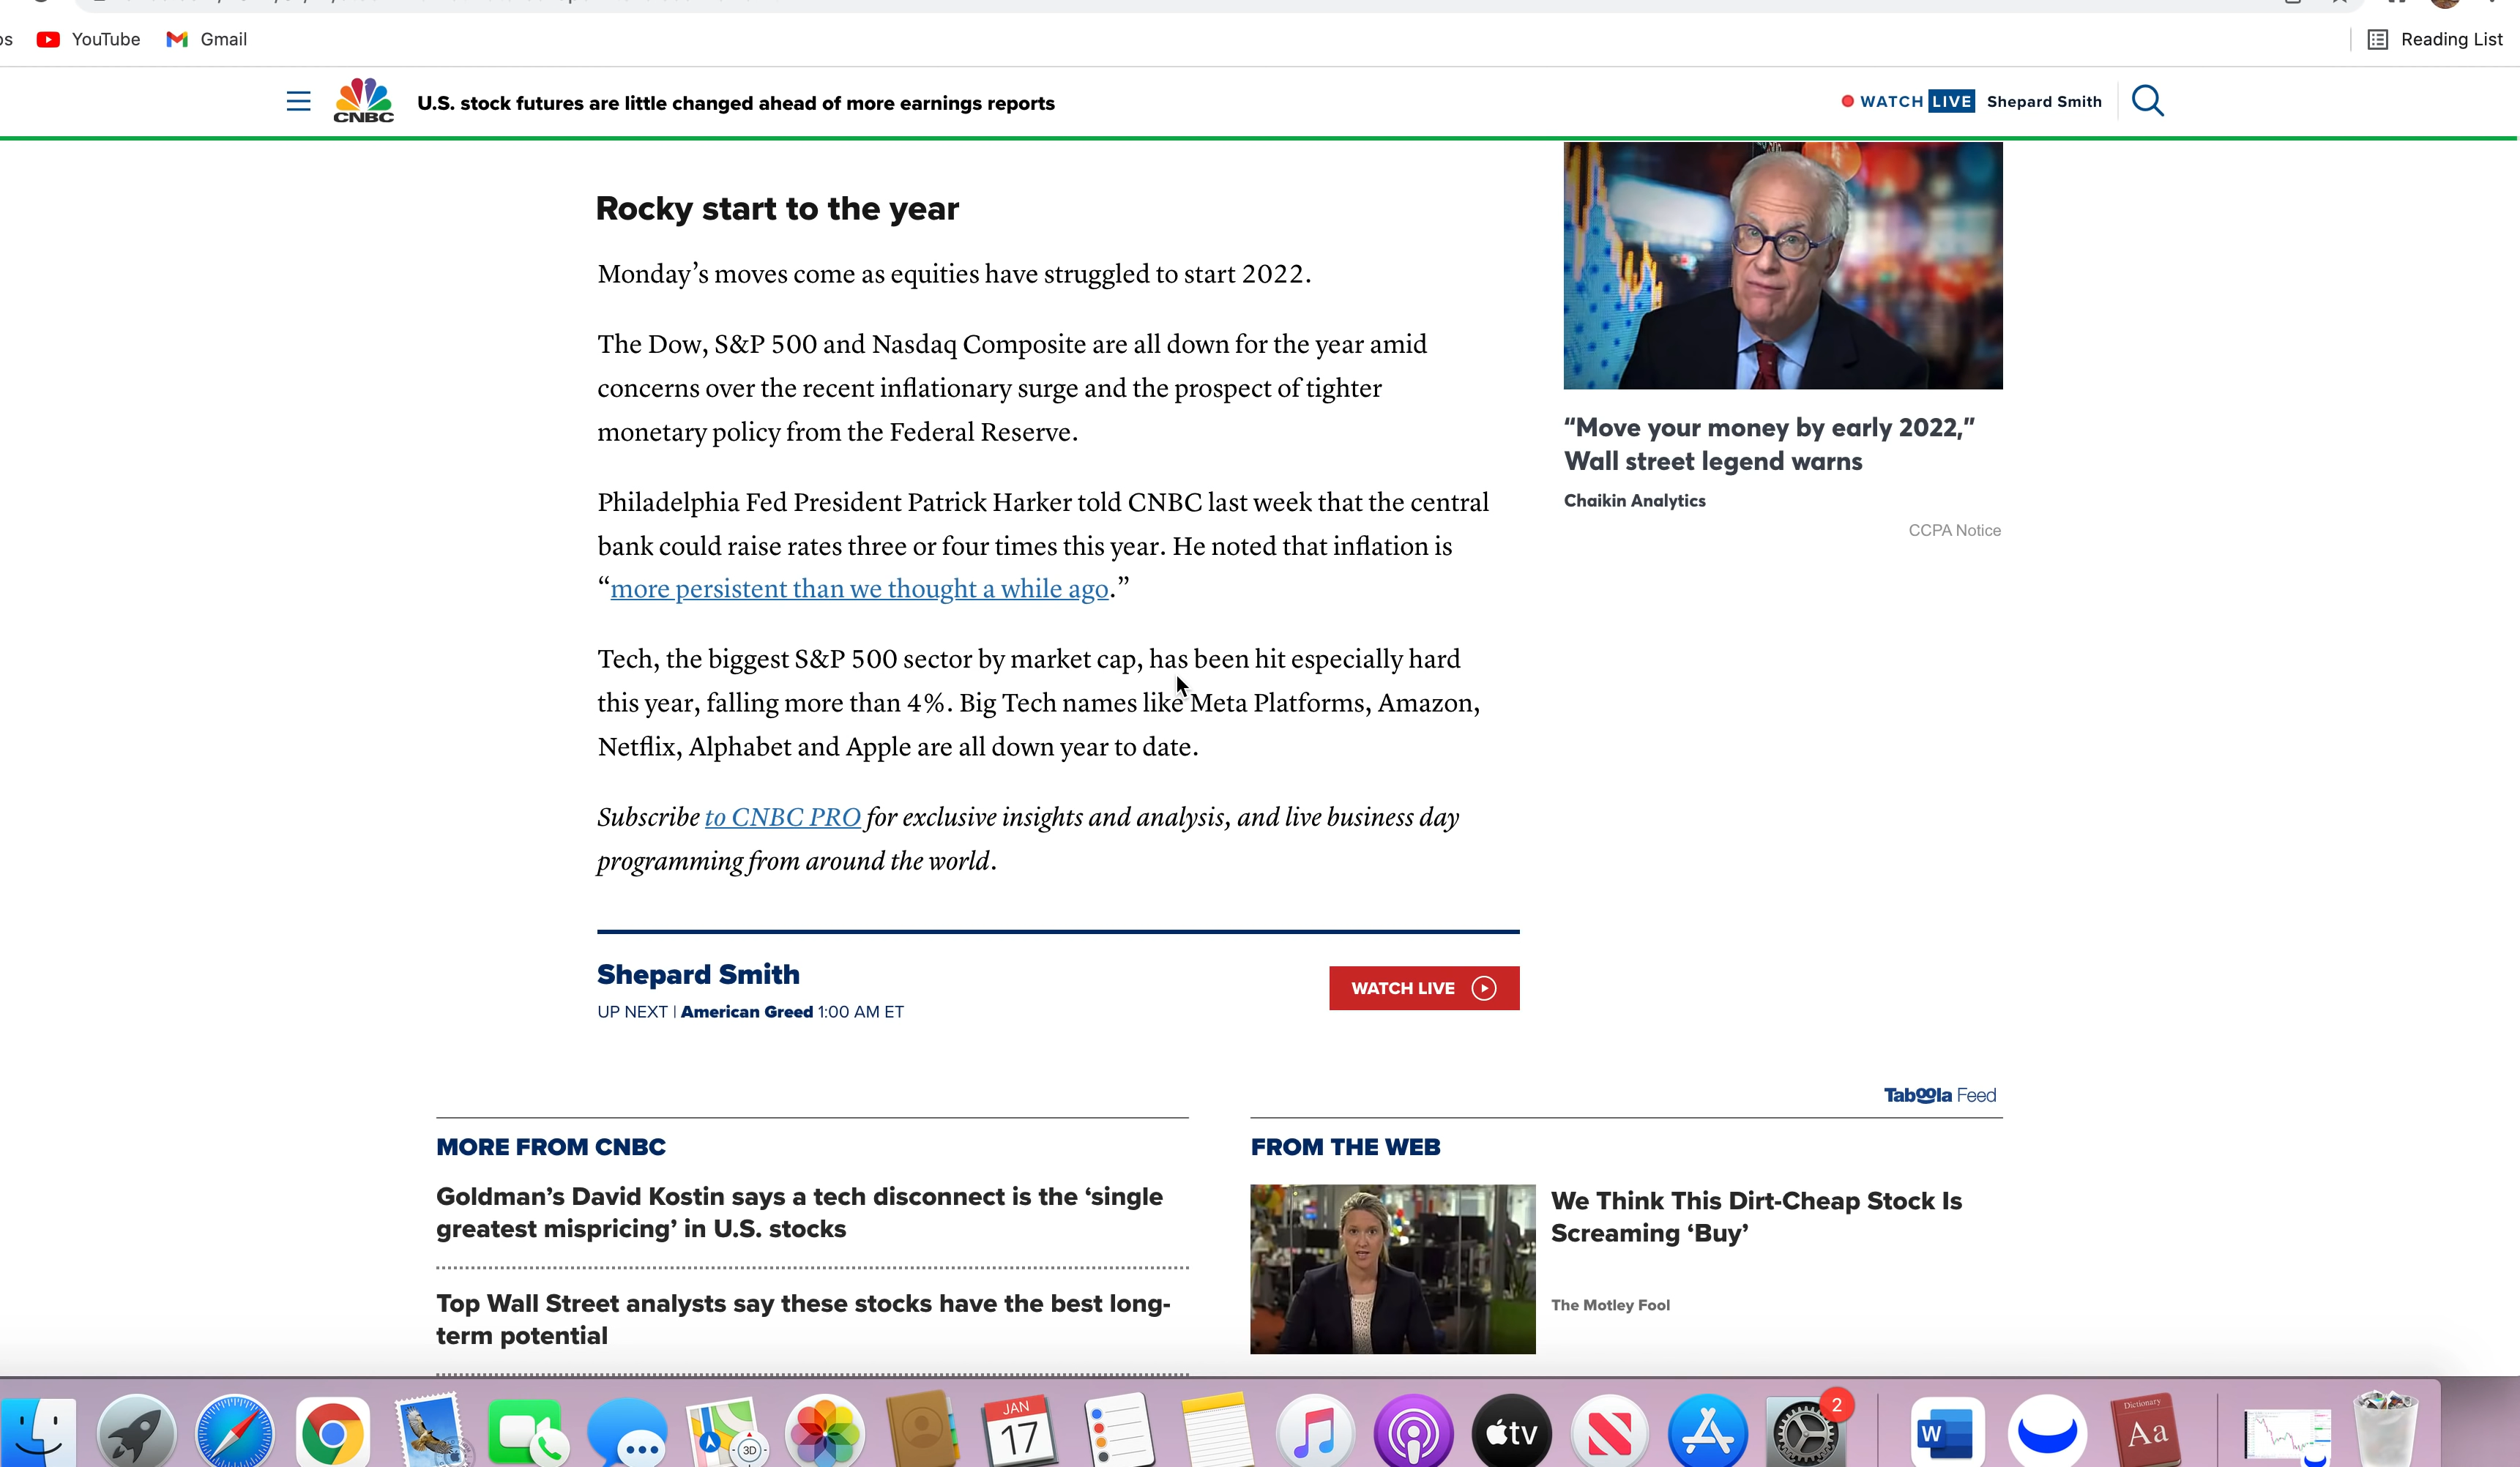 YouTube
Gmail
Reading List
CNBC
U.S. stock futures are little changed ahead of more earnings reports
WATCH LIVE Shepard Smith
Rocky start to the year
Monday’s moves come as equities have struggled to start 2022.
The Dow, S&P 500 and Nasdaq Composite are all down for the year amid
concerns over the recent inflationary surge and the prospect of tighter
monetary policy from the Federal Reserve.
Philadelphia Fed President Patrick Harker told CNBC last week that the central
bank could raise rates three or four times this year. He noted that inflation is
“more persistent than we thought a while ago.”
Tech, the biggest S&P 500 sector by market cap, has been hit especially hard
this year, falling more than 4%. Big Tech names like Meta Platforms, Amazon,
Netflix, Alphabet and Apple are all down year to date.
Subscribe to CNBC PRO for exclusive insights and analysis, and live business day
programming from around the world.
“Move your money by early 2022,”
Wall street legend warns
Chaikin Analytics
CCPA Notice
Shepard Smith
UP NEXT | American Greed 1:00 AM ET
WATCH LIVE
Taboola Feed
MORE FROM CNBC
Goldman’s David Kostin says a tech disconnect is the ‘single
greatest mispricing’ in U.S. stocks
Top Wall Street analysts say these stocks have the best long-
term potential
FROM THE WEB
We Think This Dirt-Cheap Stock Is
Screaming ‘Buy’
The Motley Fool
3D
JAN
17
tv
2
W
Dictionary
Aa